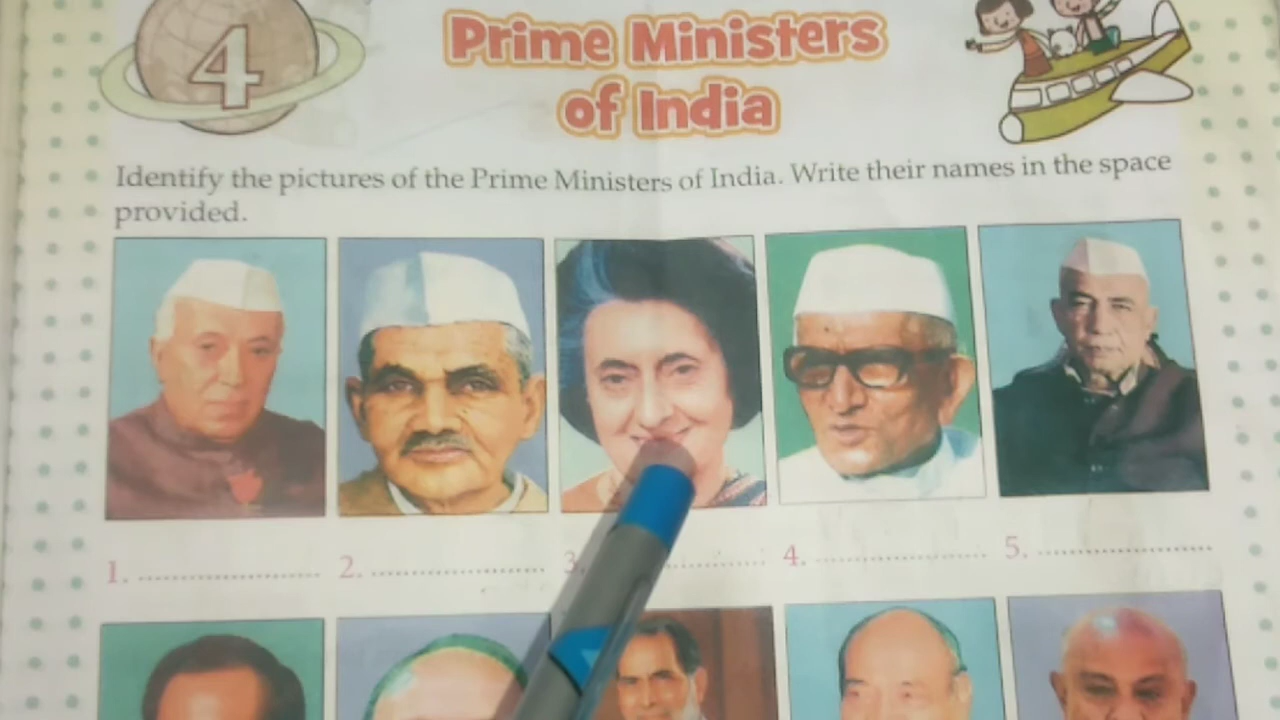 4
Prime Ministers
of India
Identify the pictures of the Prime Ministers of India. Write their names in the space
provided.
1. .......................... 2. .......................... 3. .......................... 4. .......................... 5. ..........................